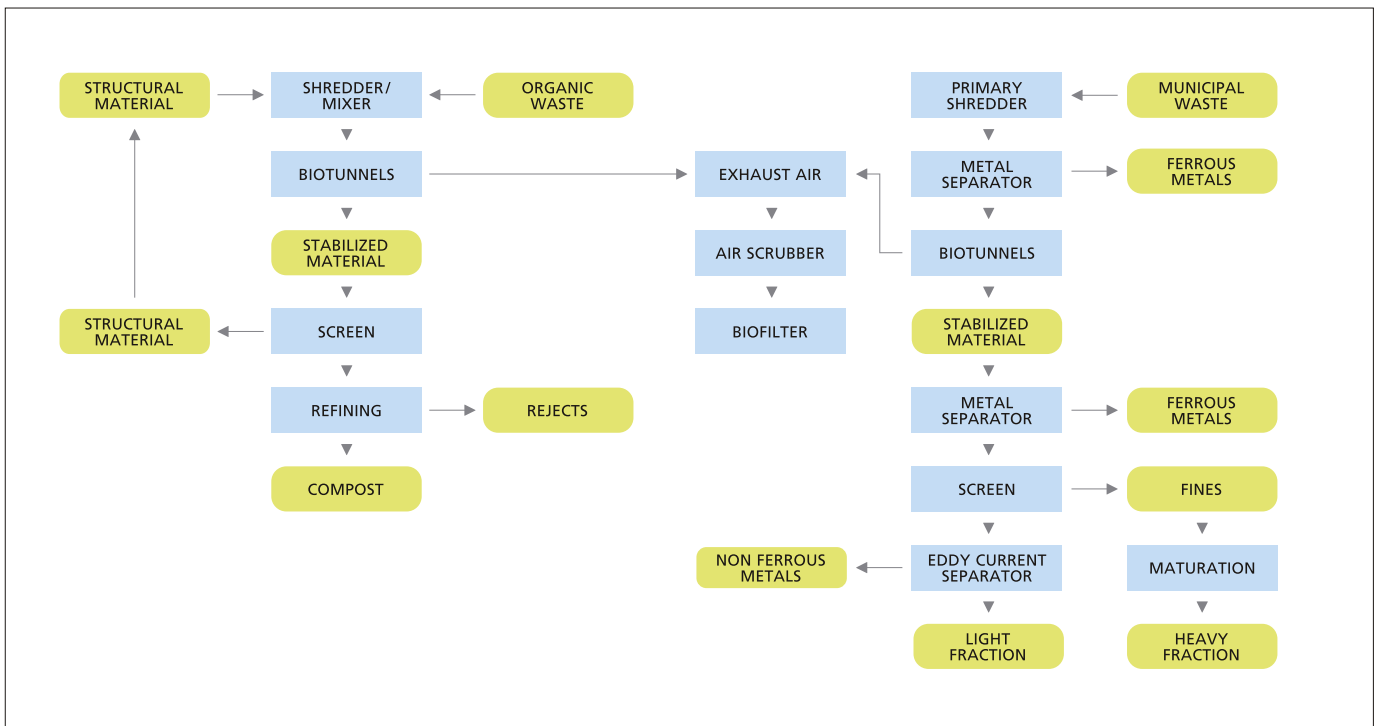 STRUCTURAL
MATERIAL
SHREDDER/
MIXER
ORGANIC
WASTE
PRIMARY
SHREDDER
MUNICIPAL
WASTE
BIOTUNNELS
EXHAUST AIR
METAL
SEPARATOR
FERROUS
METALS
STABILIZED
MATERIAL
AIR SCRUBBER
BIOTUNNELS
STRUCTURAL
MATERIAL
SCREEN
BIOFILTER
STABILIZED
MATERIAL
REFINING
REJECTS
METAL
SEPARATOR
FERROUS
METALS
COMPOST
SCREEN
FINES
NON FERROUS
METALS
EDDY CURRENT
SEPARATOR
MATURATION
LIGHT
FRACTION
HEAVY
FRACTION